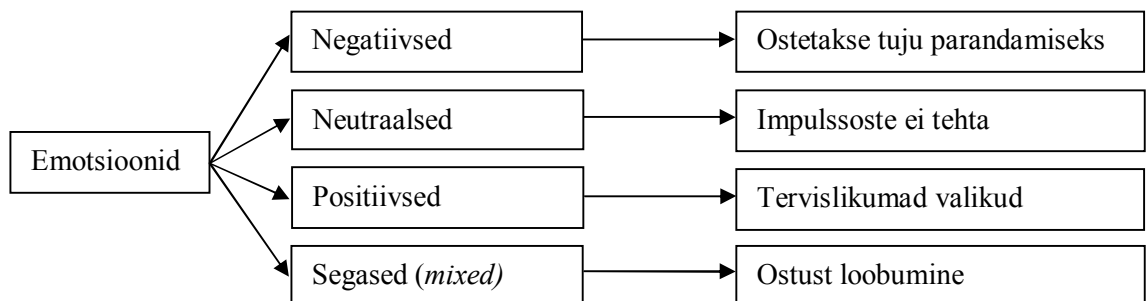 Emotsioonid
Negatiivsed
Ostetakse tuju parandamiseks
Neutraalsed
Impulssoste ei tehta
Positiivsed
Tervislikumad valikud
Segased (mixed)
Ostust loobumine